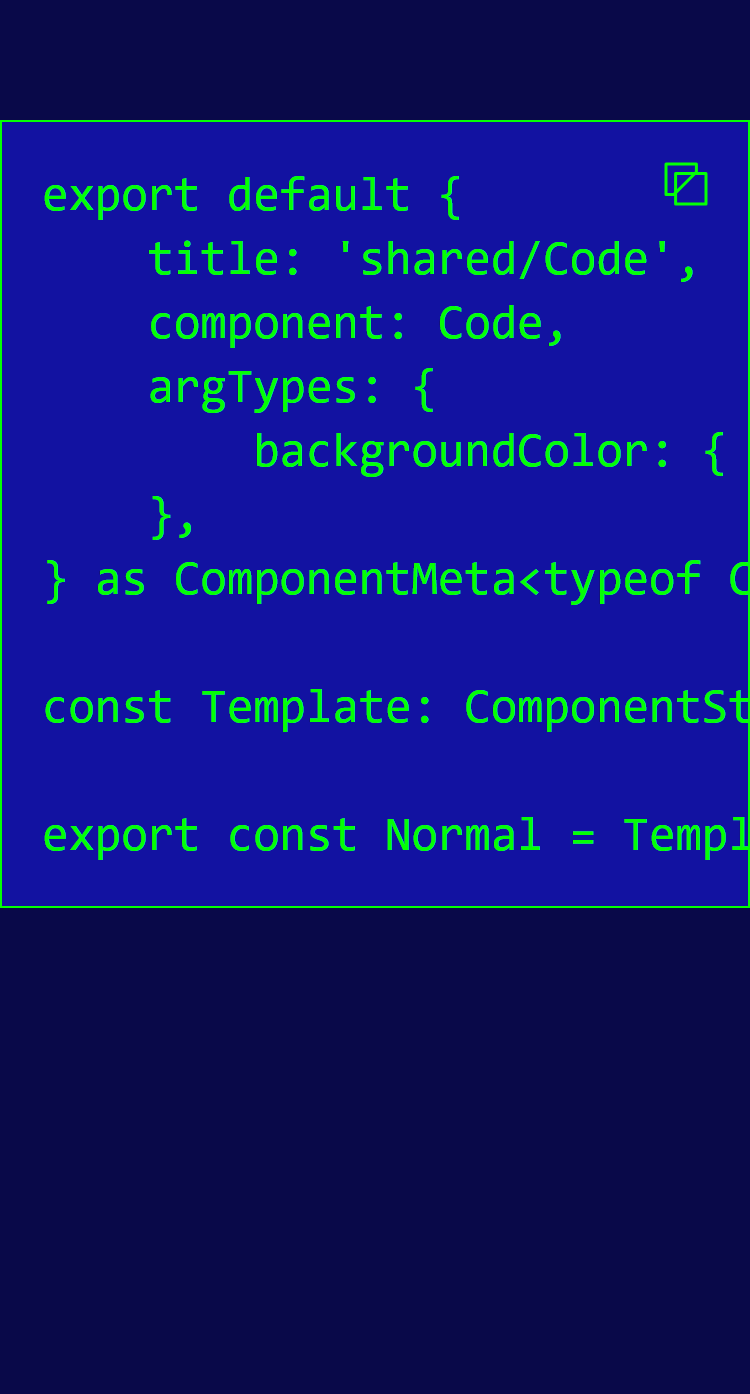 export default {
    title: 'shared/Code',
    component: Code,
    argTypes: {
        backgroundColor: {
    },
} as ComponentMeta<typeof C
const Template: ComponentSt
export const Normal = Templ